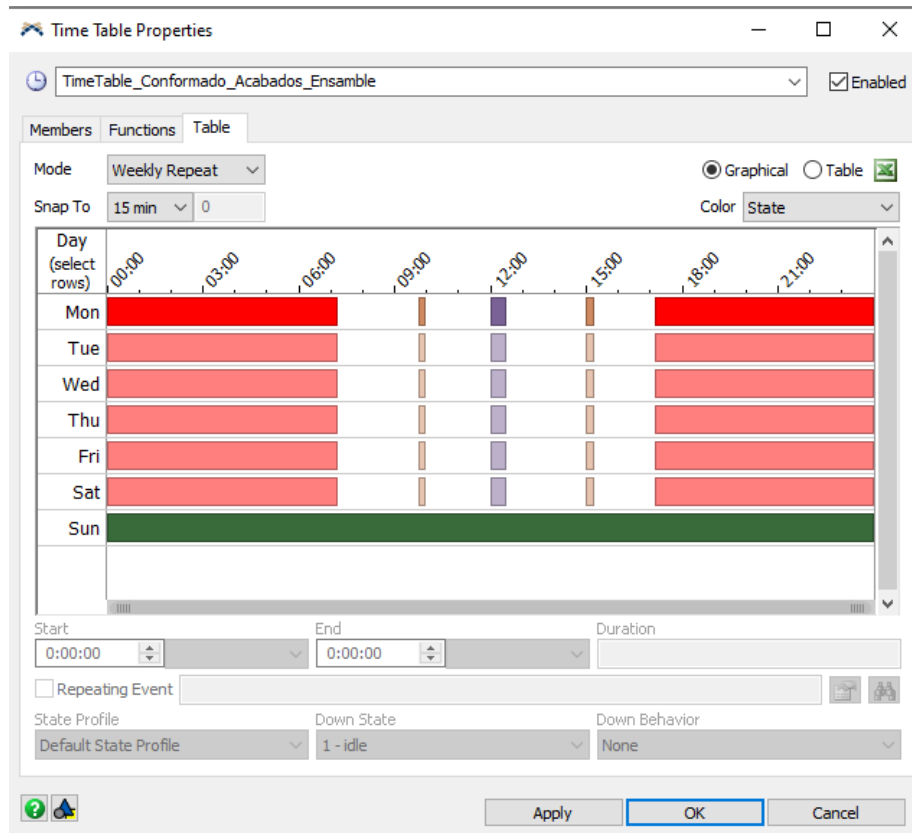 Time Table Properties
TimeTable_Conformado_Acabados_Ensamble
Enabled
Members Functions Table
Mode Weekly Repeat Graphical Table
Snap To 15 min 0 Color State
Day (select rows) 00:00 03:00 06:00 09:00 12:00 15:00 18:00 21:00
Mon
Tue
Wed
Thu
Fri
Sat
Sun
Start End Duration
0:00:00 0:00:00
Repeating Event
State Profile Down State Down Behavior
Default State Profile 1 - idle None
Apply OK Cancel